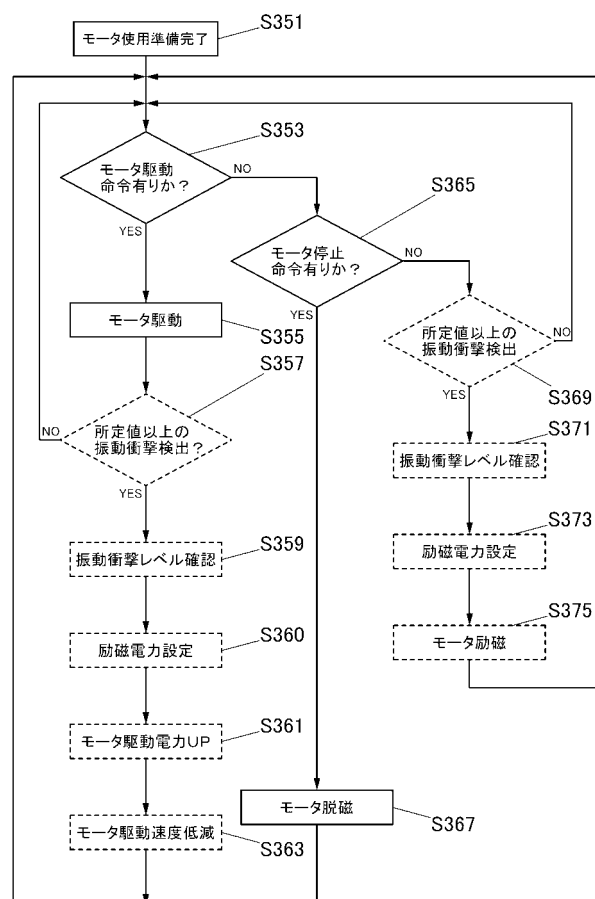 S351
モータ使用準備完了
S353
モータ駆動
命令有りか？
NO
YES
S365
モータ停止
命令有りか？
NO
YES
モータ駆動
S355
所定値以上の
振動衝撃検出
NO
YES
S369
S357
所定値以上の
振動衝撃検出？
NO
YES
S371
振動衝撃レベル確認
S359
振動衝撃レベル確認
S373
励磁電力設定
S360
励磁電力設定
S375
モータ励磁
S361
モータ駆動電力UP
モータ脱磁
S367
モータ駆動速度低減
S363